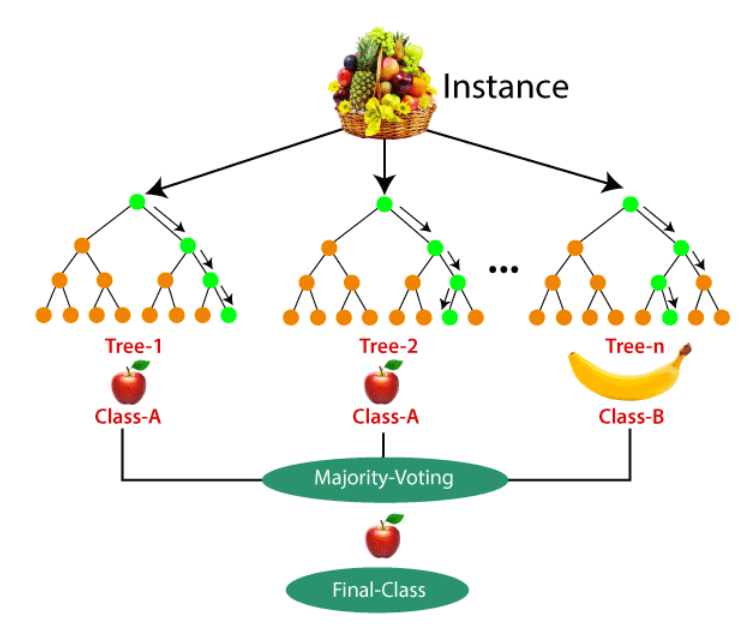 Instance
...
Tree-1
Tree-2
Tree-n
Class-A
Class-A
Class-B
Majority-Voting
Final-Class